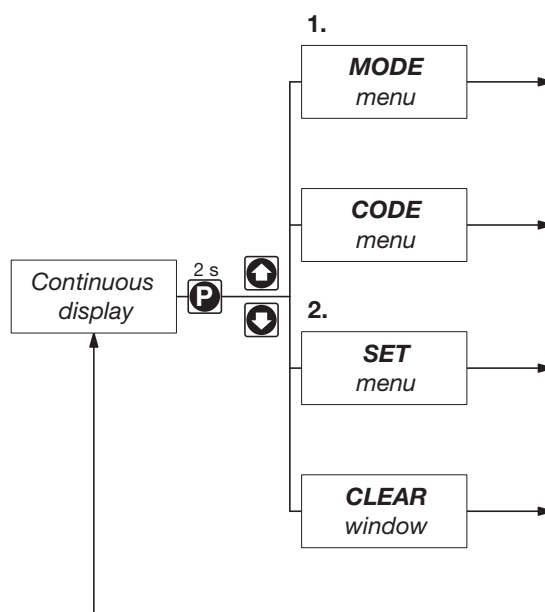 1.
MODE
menu
CODE
menu
2 s
P
Continuous
display
2.
SET
menu
CLEAR
window